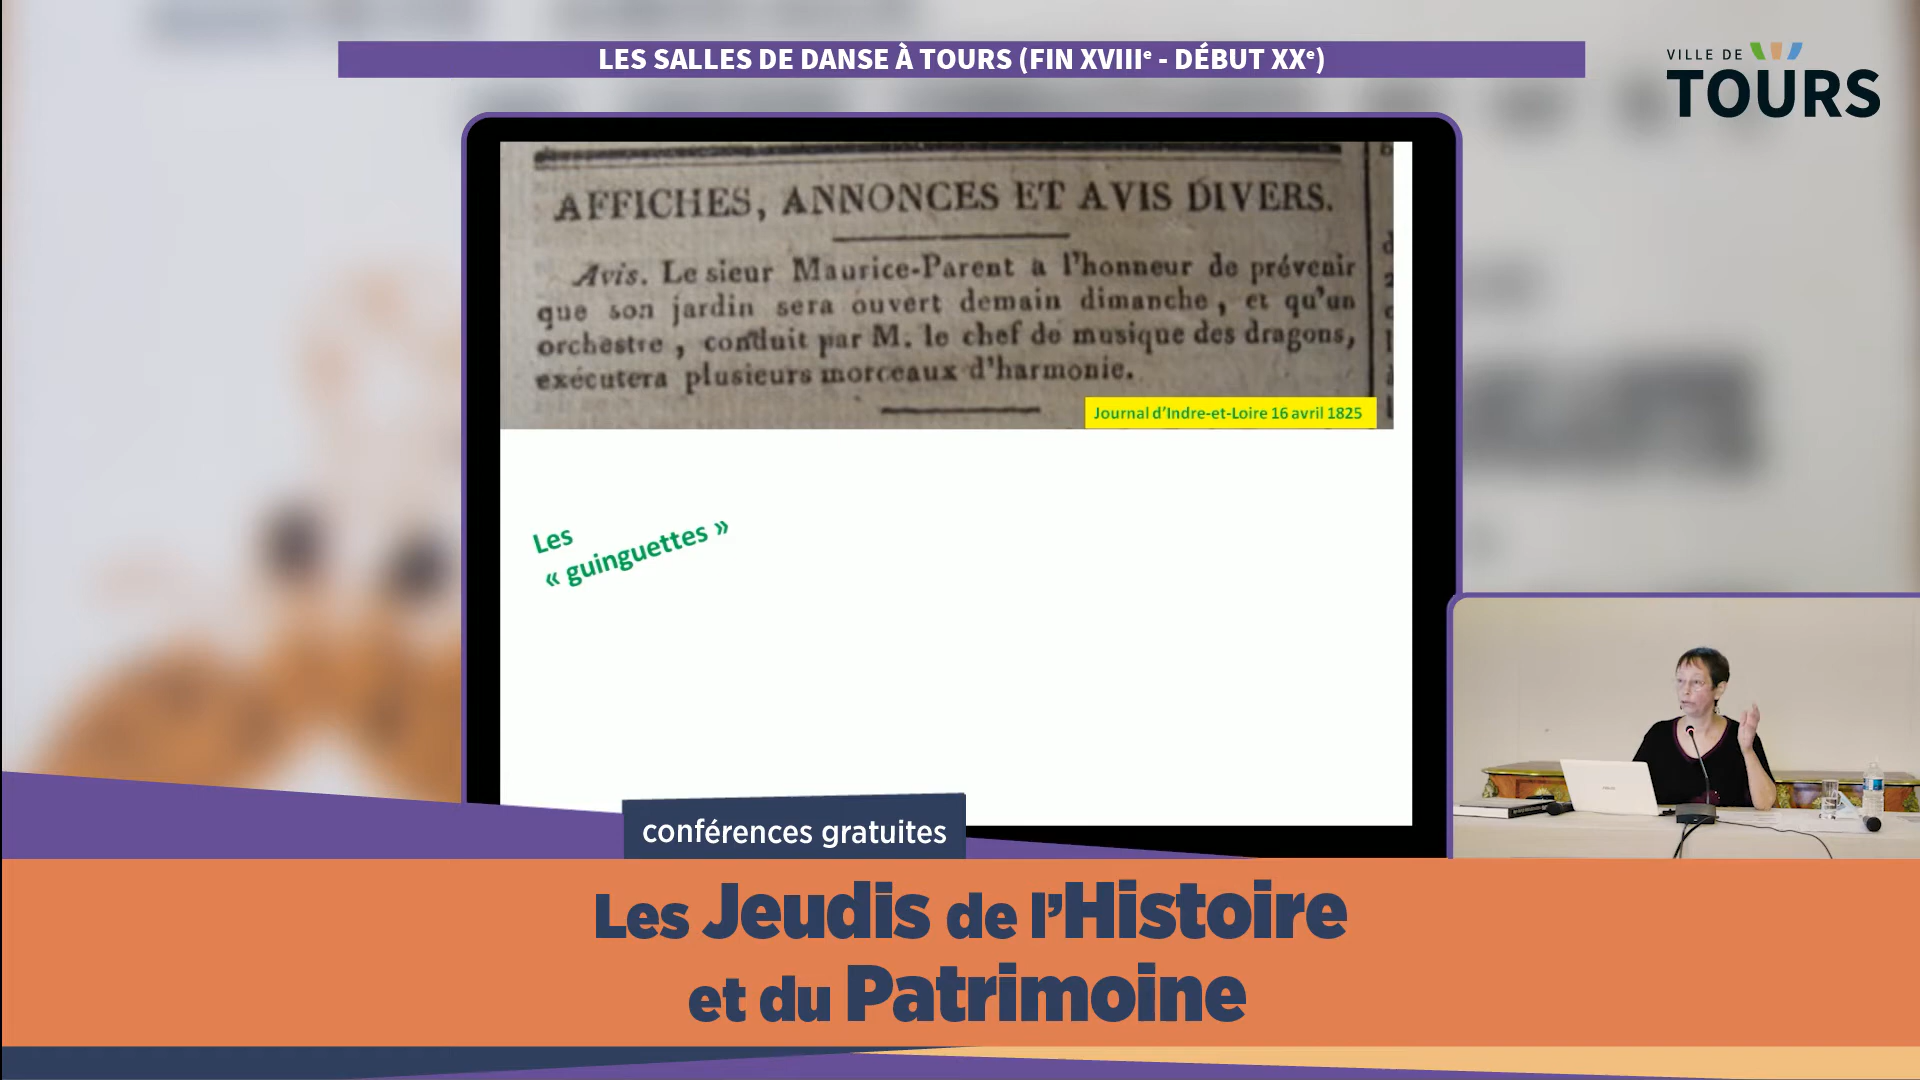 LES SALLES DE DANSE À TOURS (FIN XVIIIᵉ - DÉBUT XXᵉ)
VILLE DE
TOURS
AFFICHES, ANNONCES ET AVIS DIVERS.
Avis. Le sieur Maurice-Parent a l'honneur de prévenir
que son jardin sera ouvert demain dimanche, et qu'un
orchestre, conduit par M. le chef de musique des dragons,
exécutera plusieurs morceaux d'harmonie.
Journal d'Indre-et-Loire 16 avril 1825
Les
« guinguettes »
conférences gratuites
Les Jeudis de l'Histoire
et du Patrimoine